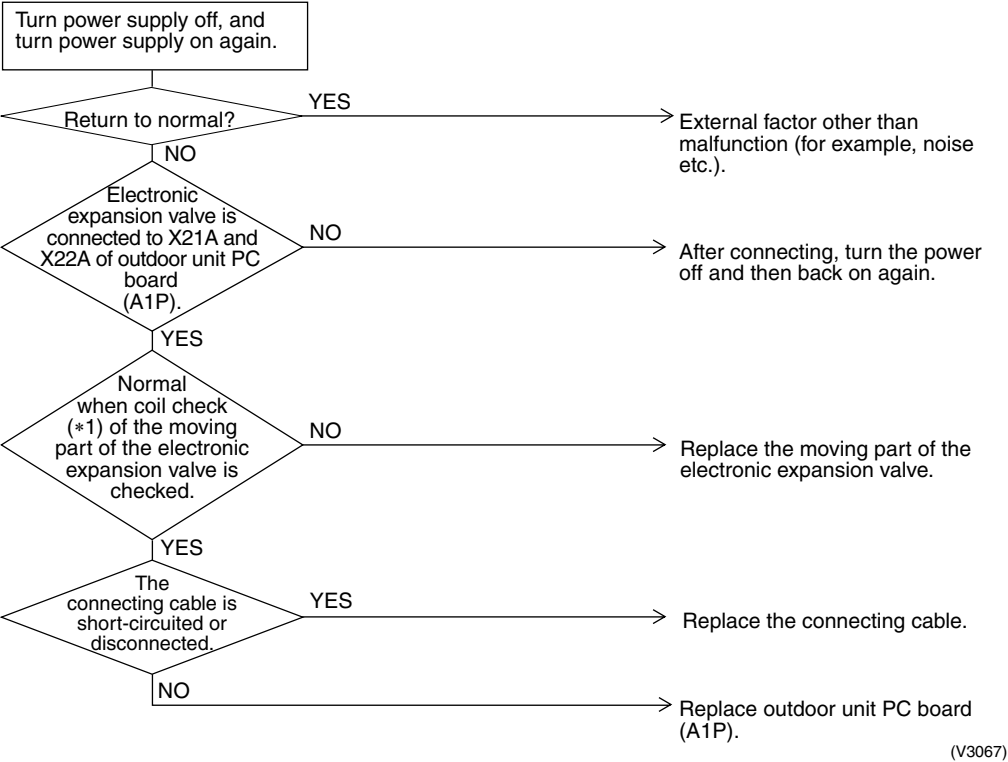 Turn power supply off, and
turn power supply on again.
Return to normal?
YES
External factor other than
malfunction (for example, noise
etc.).
NO
Electronic
expansion valve is
connected to X21A and
X22A of outdoor unit PC
board
(A1P).
NO
After connecting, turn the power
off and then back on again.
YES
Normal
when coil check
(∗1) of the moving
part of the electronic
expansion valve is
checked.
NO
Replace the moving part of the
electronic expansion valve.
YES
The
connecting cable is
short-circuited or
disconnected.
YES
Replace the connecting cable.
NO
Replace outdoor unit PC board
(A1P).
(V3067)